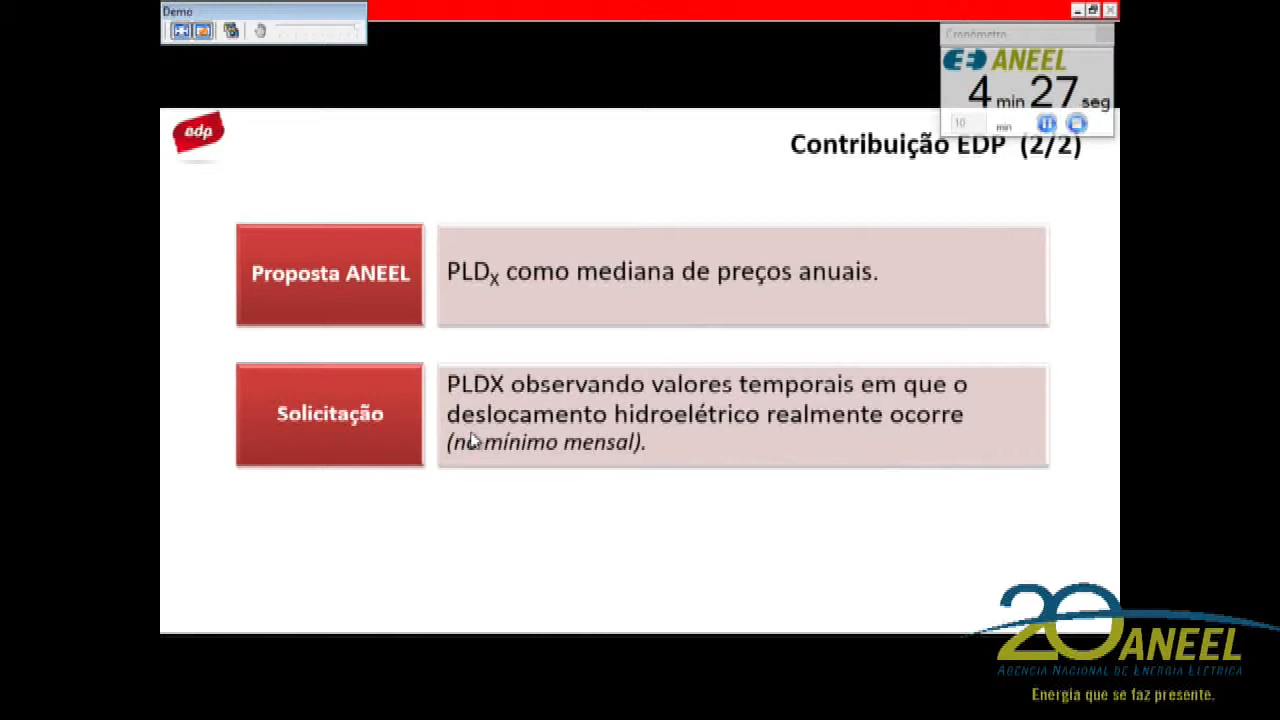 Demo
Cronômetro
ANEEL
4 min 27 seg
10 min
edp
Contribuição EDP (2/2)
Proposta ANEEL
PLDX como mediana de preços anuais.
Solicitação
PLDX observando valores temporais em que o
deslocamento hidroelétrico realmente ocorre
(no mínimo mensal).
20 ANEEL
AGÊNCIA NACIONAL DE ENERGIA ELÉTRICA
Energia que se faz presente.